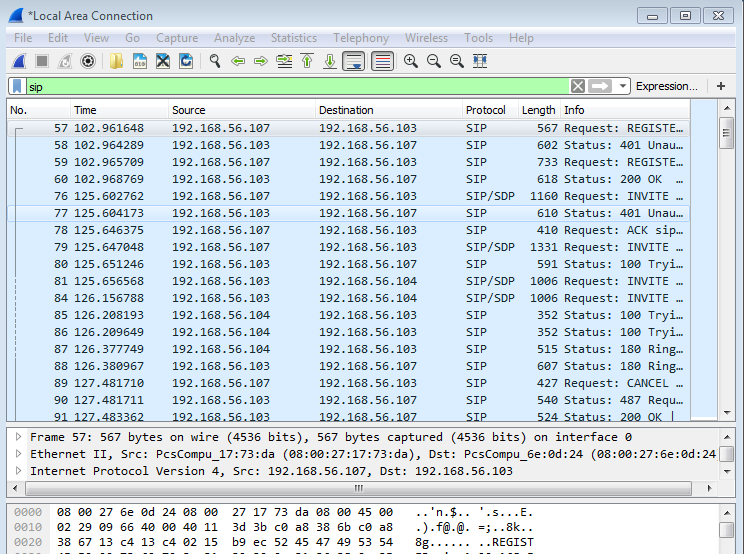 *Local Area Connection
File Edit View Go Capture Analyze Statistics Telephony Wireless Tools Help
sip Expression... +
No. Time Source Destination Protocol Length Info
57 102.961648 192.168.56.107 192.168.56.103 SIP 567 Request: REGISTE…
58 102.964289 192.168.56.103 192.168.56.107 SIP 602 Status: 401 Unau…
59 102.965709 192.168.56.107 192.168.56.103 SIP 733 Request: REGISTE…
60 102.968769 192.168.56.103 192.168.56.107 SIP 618 Status: 200 OK …
76 125.602762 192.168.56.107 192.168.56.103 SIP/SDP 1160 Request: INVITE …
77 125.604173 192.168.56.103 192.168.56.107 SIP 610 Status: 401 Unau…
78 125.646375 192.168.56.107 192.168.56.103 SIP 410 Request: ACK sip…
79 125.647048 192.168.56.107 192.168.56.103 SIP/SDP 1331 Request: INVITE …
80 125.651246 192.168.56.103 192.168.56.107 SIP 591 Status: 100 Tryi…
81 125.656568 192.168.56.103 192.168.56.104 SIP/SDP 1006 Request: INVITE …
84 126.156788 192.168.56.103 192.168.56.104 SIP/SDP 1006 Request: INVITE …
85 126.208193 192.168.56.104 192.168.56.103 SIP 352 Status: 100 Tryi…
86 126.209649 192.168.56.104 192.168.56.103 SIP 352 Status: 100 Tryi…
87 126.377749 192.168.56.104 192.168.56.103 SIP 515 Status: 180 Ring…
88 126.380967 192.168.56.103 192.168.56.107 SIP 607 Status: 180 Ring…
89 127.481710 192.168.56.107 192.168.56.103 SIP 427 Request: CANCEL …
90 127.481711 192.168.56.103 192.168.56.107 SIP 540 Status: 487 Requ…
91 127.483362 192.168.56.103 192.168.56.107 SIP 524 Status: 200 OK |
Frame 57: 567 bytes on wire (4536 bits), 567 bytes captured (4536 bits) on interface 0
Ethernet II, Src: PcsCompu_17:73:da (08:00:27:17:73:da), Dst: PcsCompu_6e:0d:24 (08:00:27:6e:0d:24
Internet Protocol Version 4, Src: 192.168.56.107, Dst: 192.168.56.103
0000 08 00 27 6e 0d 24 08 00 27 17 73 da 08 00 45 00 ..'n.$.. '.s...E.
0010 02 29 09 66 40 00 40 11 3d 3b c0 a8 38 6b c0 a8 .).f@.@. =;..8k..
0020 38 67 13 c4 13 c4 02 15 b9 ec 52 45 47 49 53 54 8g...... ..REGIST